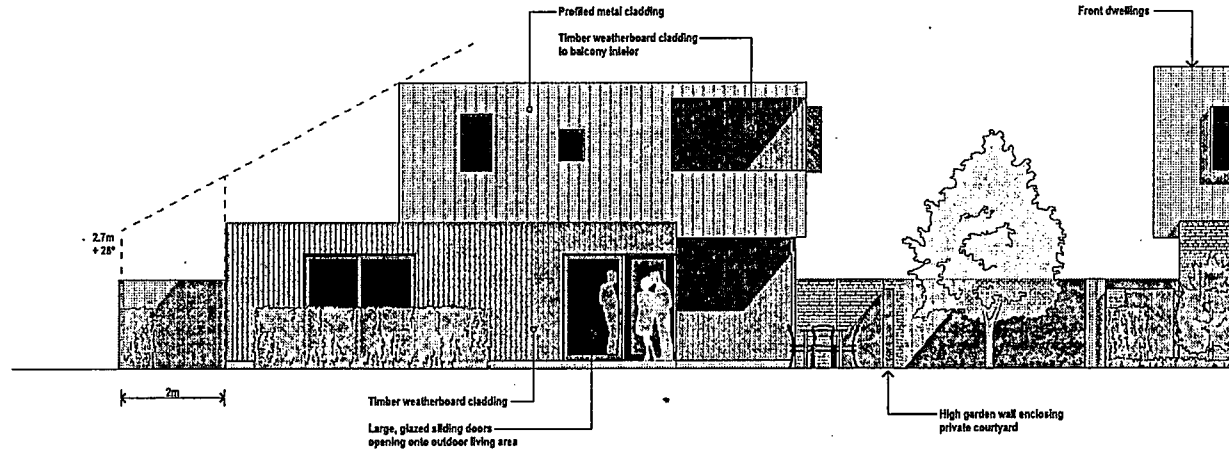 Profiled metal cladding
Timber weatherboard cladding
to balcony inteior
Front dwellings
2.7m
+ 28°
2m
Timber weatherboard cladding
Large, glazed sliding doors
opening onto outdoor living area
High garden wall enclosing
private courtyard